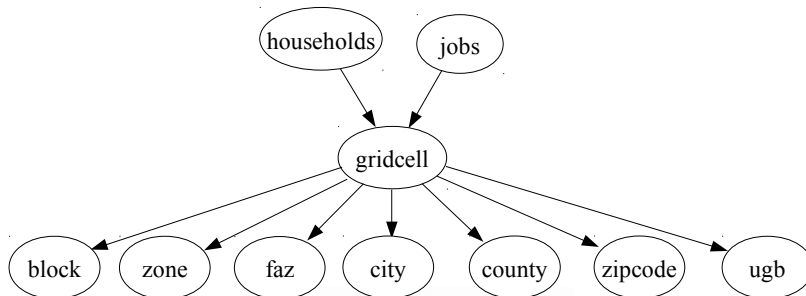 households
jobs
gridcell
block
zone
faz
city
county
zipcode
ugb